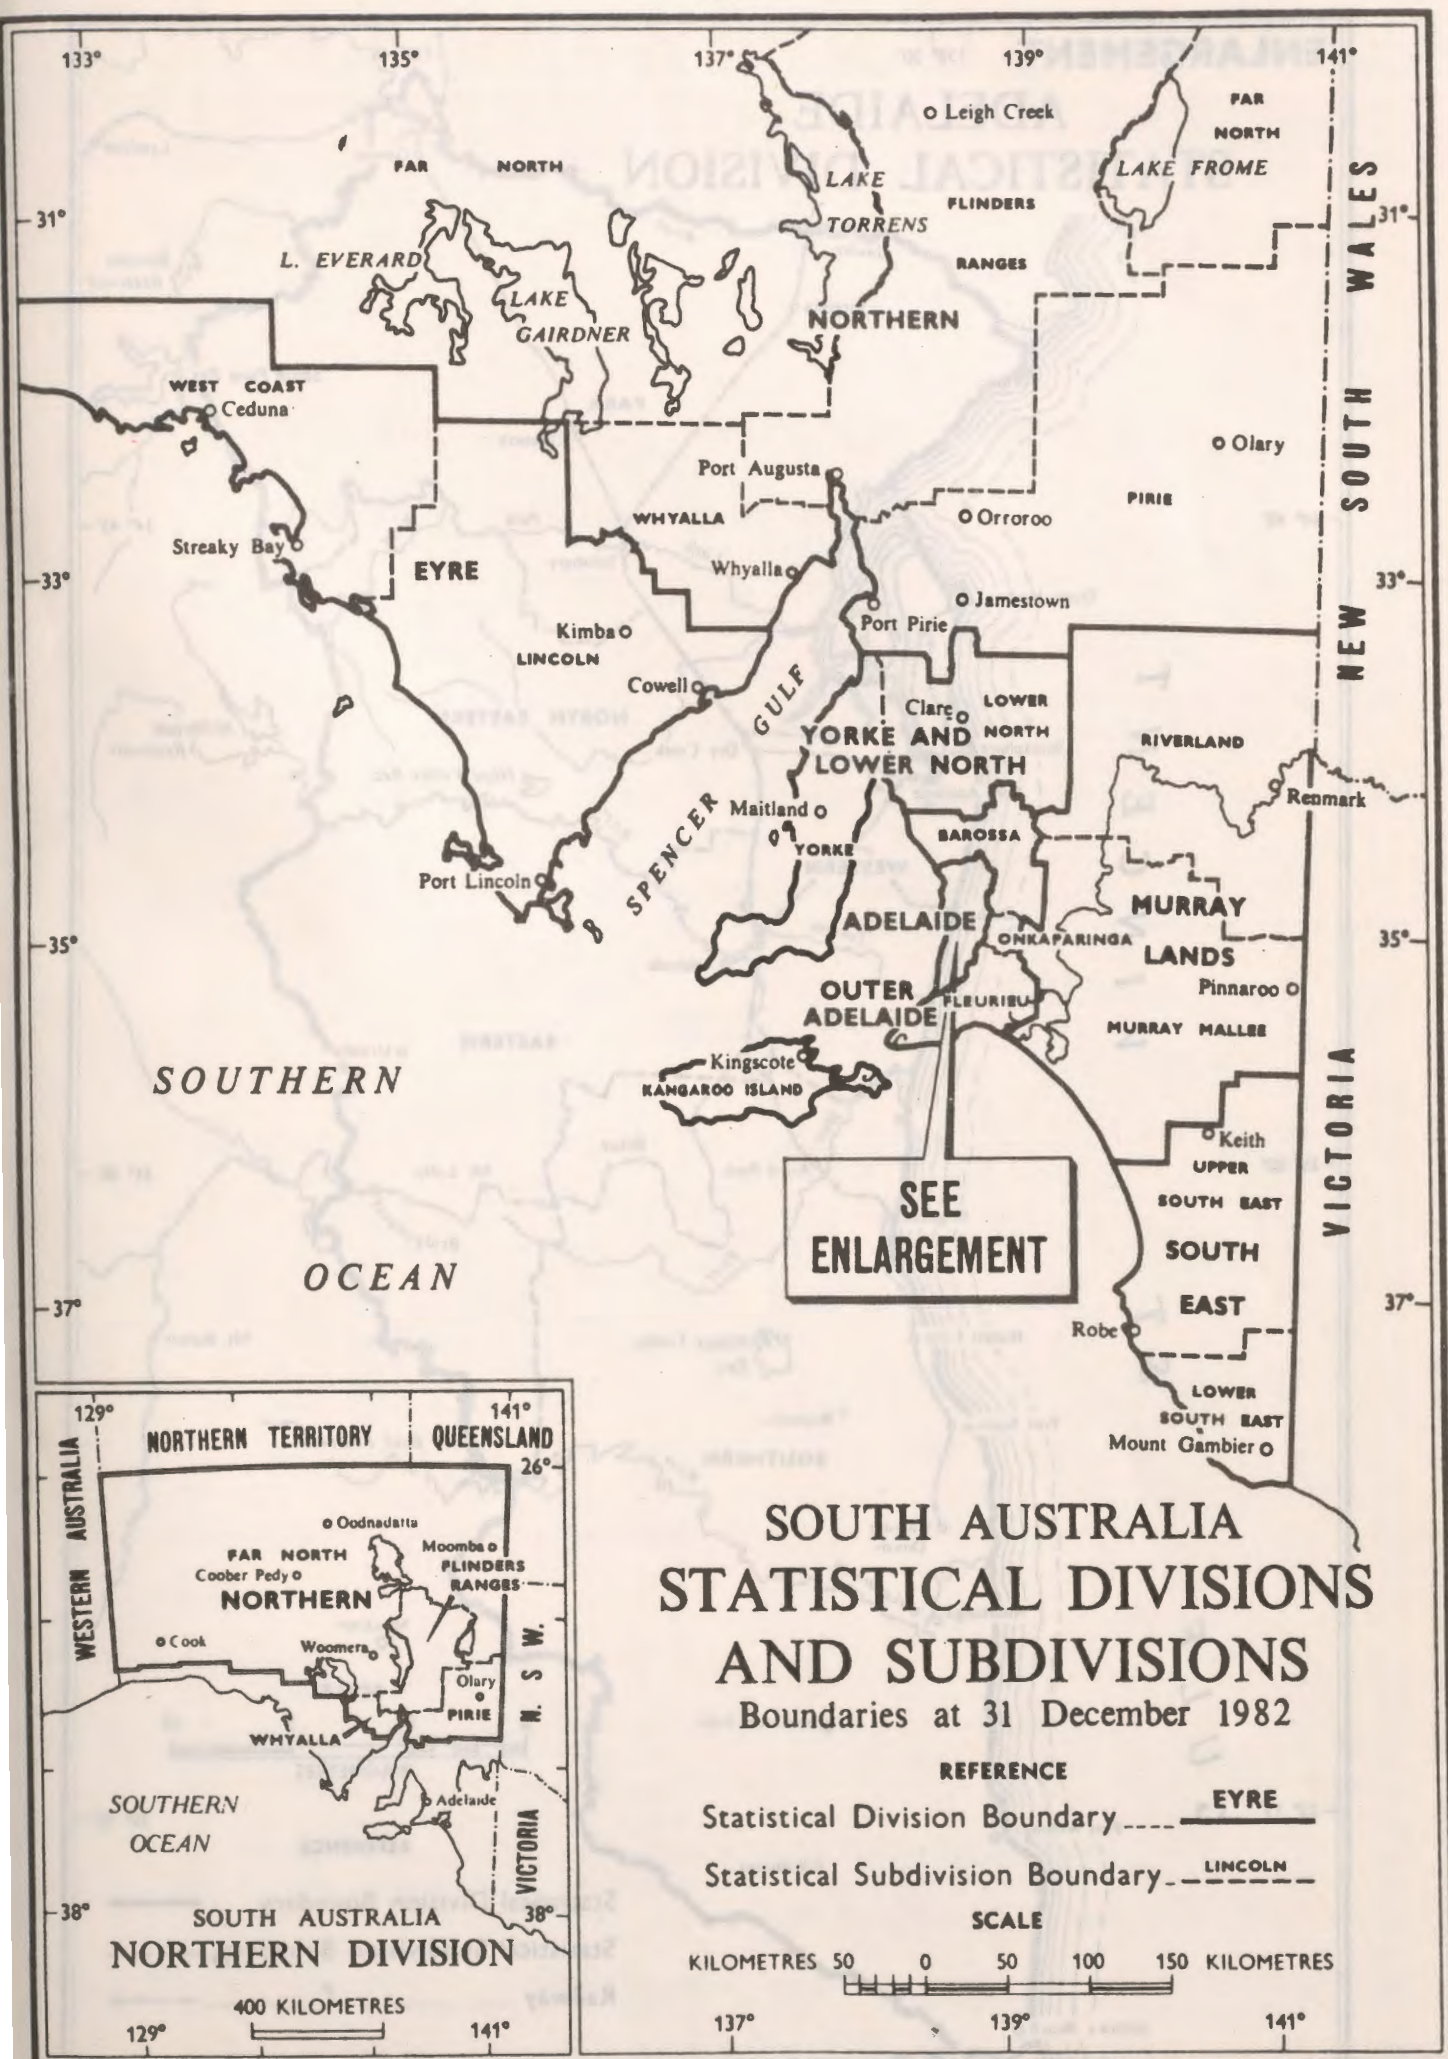 133° 135° 137° 139° 141°
Leigh Creek
FAR
NORTH
FAR NORTH
LAKE FROME
LAKE
TORRENS
FLINDERS
RANGES
31° 31°
L. EVERARD
LAKE
GAIRDNER
NORTHERN
NEW SOUTH WALES
WEST COAST
Ceduna
Olary
Port Augusta
PIRIE
WHYALLA
Orroroo
Streaky Bay
EYRE
Whyalla
33° 33°
Jamestown
Port Pirie
Kimba
LINCOLN
Cowell
SPENCER GULF
Clare
LOWER
NORTH
YORKE AND
LOWER NORTH
RIVERLAND
Renmark
Maitland
YORKE
BAROSSA
Port Lincoln
MURRAY
LANDS
ADELAIDE
ONKAPARINGA
35° 35°
OUTER
ADELAIDE
FLEURIEU
Pinnaroo
MURRAY MALLEE
Kingscote
KANGAROO ISLAND
SOUTHERN
OCEAN
VICTORIA
Keith
UPPER
SOUTH EAST
SEE
ENLARGEMENT
SOUTH
EAST
37° 37°
Robe
LOWER
SOUTH EAST
Mount Gambier
129° 141°
NORTHERN TERRITORY QUEENSLAND
26°
WESTERN AUSTRALIA
Oodnadatta
FAR NORTH
Moomba
FLINDERS
RANGES
Coober Pedy
NORTHERN
Cook
Woomera
Olary
PIRIE
N. S. W.
WHYALLA
Adelaide
SOUTHERN
OCEAN
VICTORIA
38° 38°
SOUTH AUSTRALIA
NORTHERN DIVISION
400 KILOMETRES
129° 141°
SOUTH AUSTRALIA
STATISTICAL DIVISIONS
AND SUBDIVISIONS
Boundaries at 31 December 1982
REFERENCE
Statistical Division Boundary EYRE
Statistical Subdivision Boundary LINCOLN
SCALE
KILOMETRES 50 0 50 100 150 KILOMETRES
137° 139° 141°